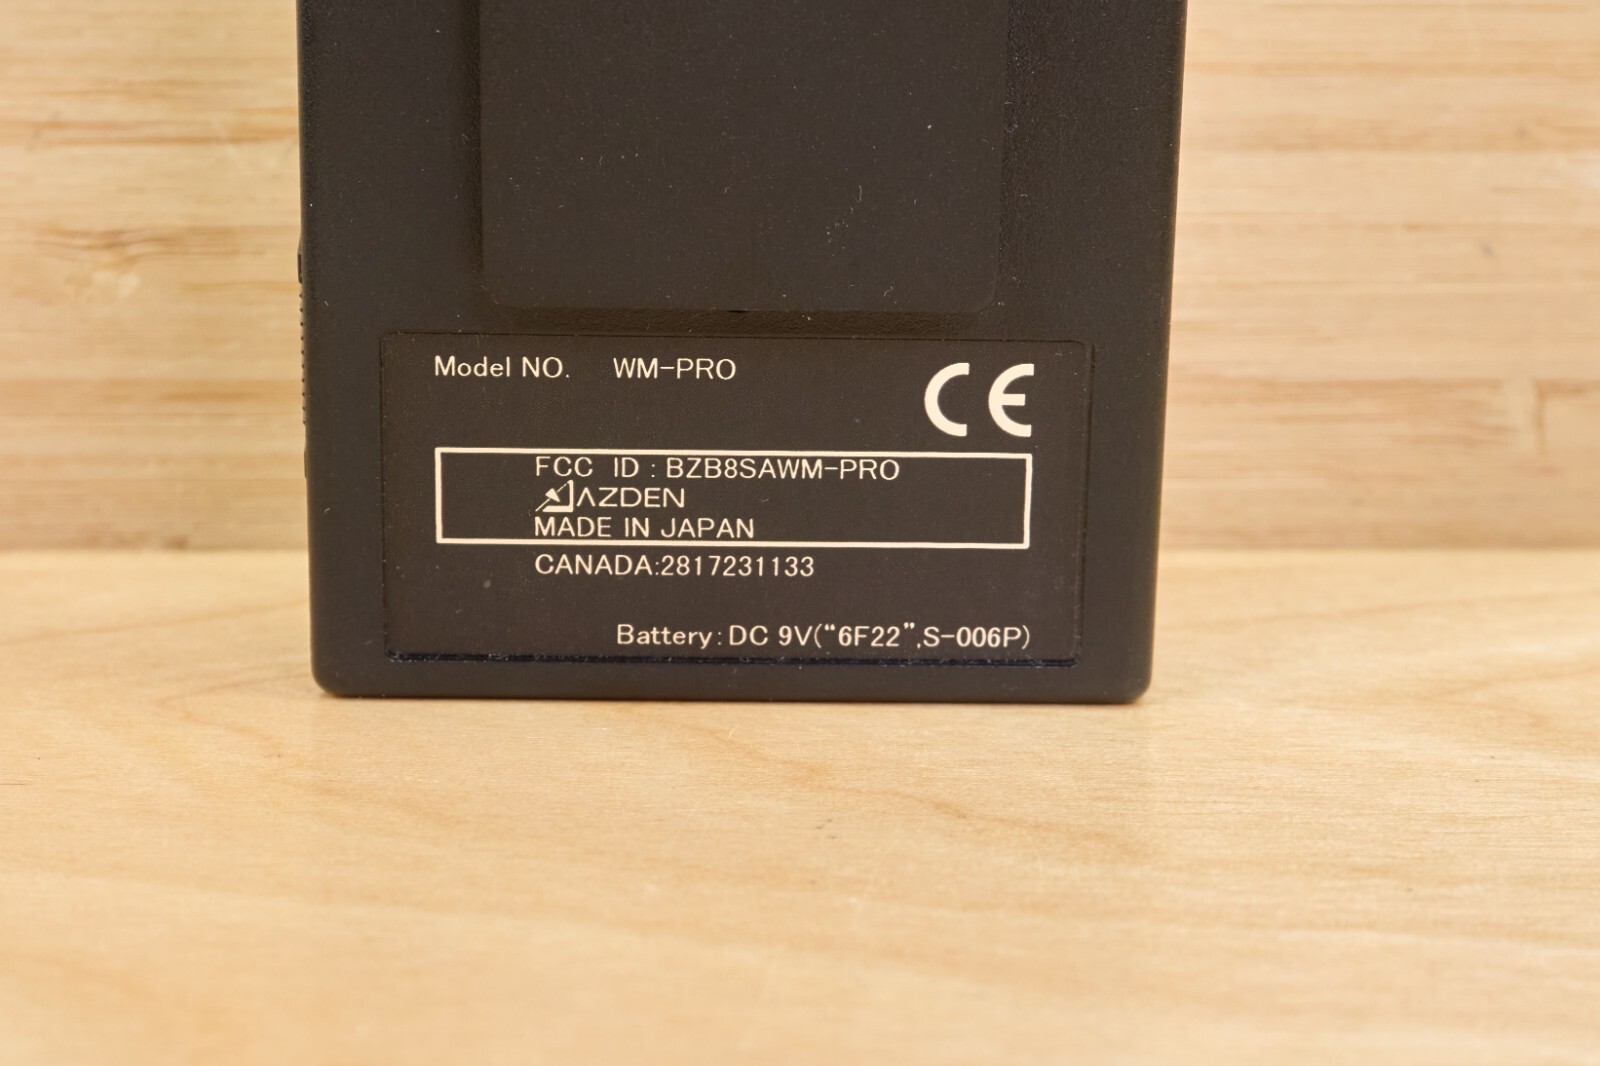 Model NO. WM-PRO
CE
FCC ID : BZB8SAWM-PRO
AZDEN
MADE IN JAPAN
CANADA:2817231133
Battery: DC 9V(“6F22”,S-006P)